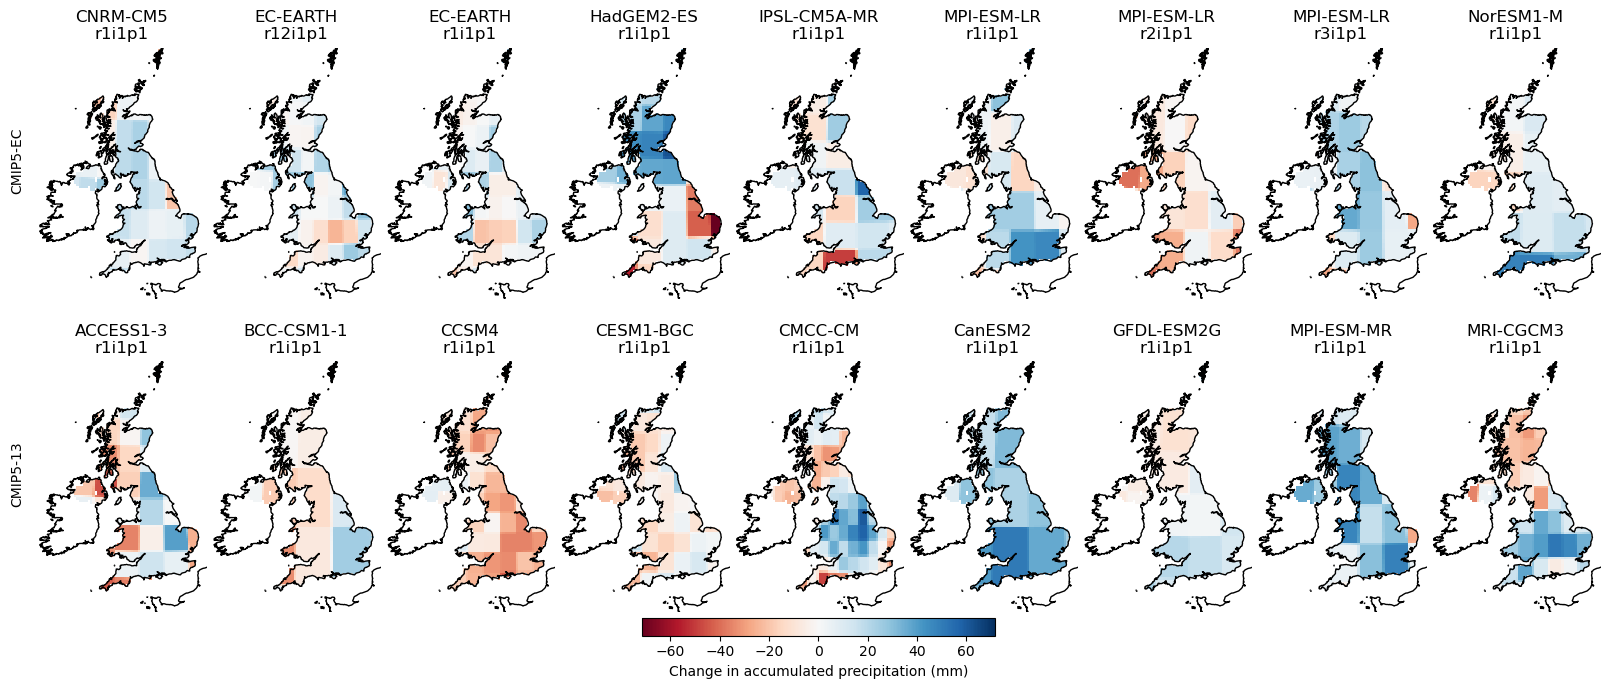 CNRM-CM5 EC-EARTH EC-EARTH HadGEM2-ES IPSL-CM5A-MR MPI-ESM-LR MPI-ESM-LR MPI-ESM-LR NorESM1-M
r1i1p1 r12i1p1 r1i1p1 r1i1p1 r1i1p1 r1i1p1 r2i1p1 r3i1p1 r1i1p1
CMIP5-EC
ACCESS1-3 BCC-CSM1-1 CCSM4 CESM1-BGC CMCC-CM CanESM2 GFDL-ESM2G MPI-ESM-MR MRI-CGCM3
r1i1p1 r1i1p1 r1i1p1 r1i1p1 r1i1p1 r1i1p1 r1i1p1 r1i1p1 r1i1p1
CMIP5-13
−60 −40 −20 0 20 40 60
Change in accumulated precipitation (mm)